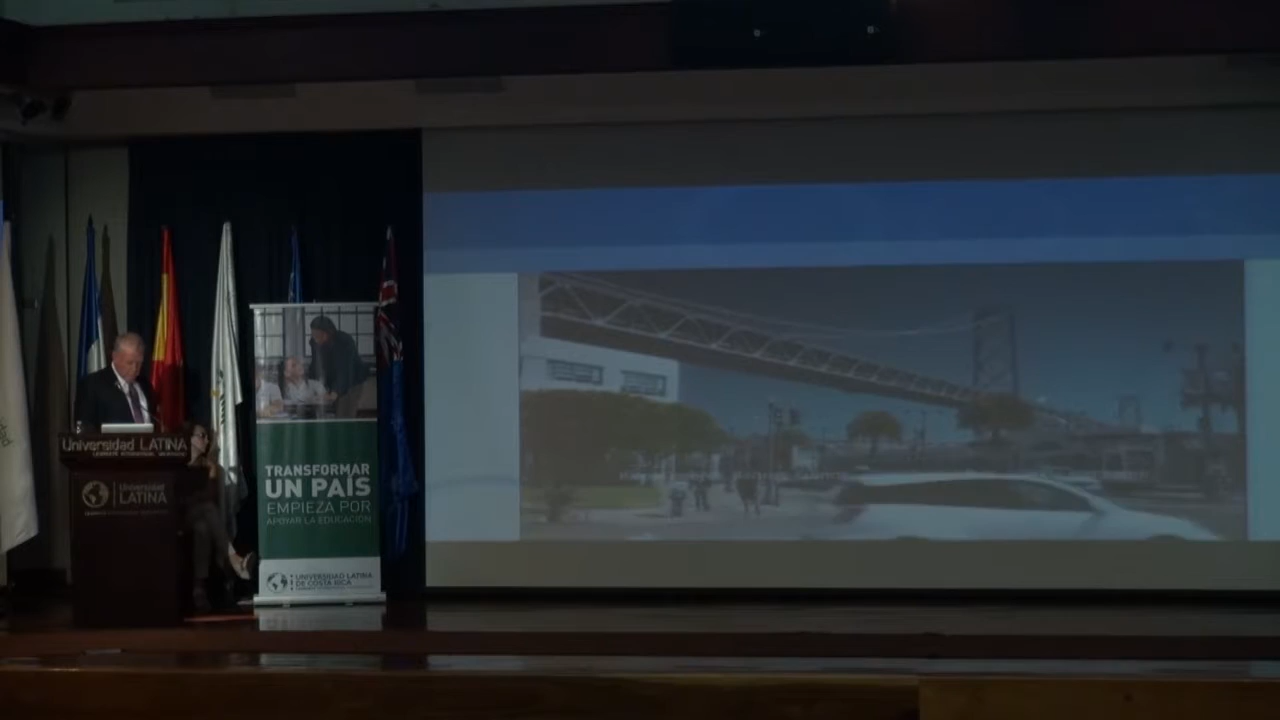 Universidad LATINA
Universidad
LATINA
TRANSFORMAR
UN PAÍS
EMPIEZA POR
APOYAR LA EDUCACIÓN
UNIVERSIDAD LATINA
DE COSTA RICA